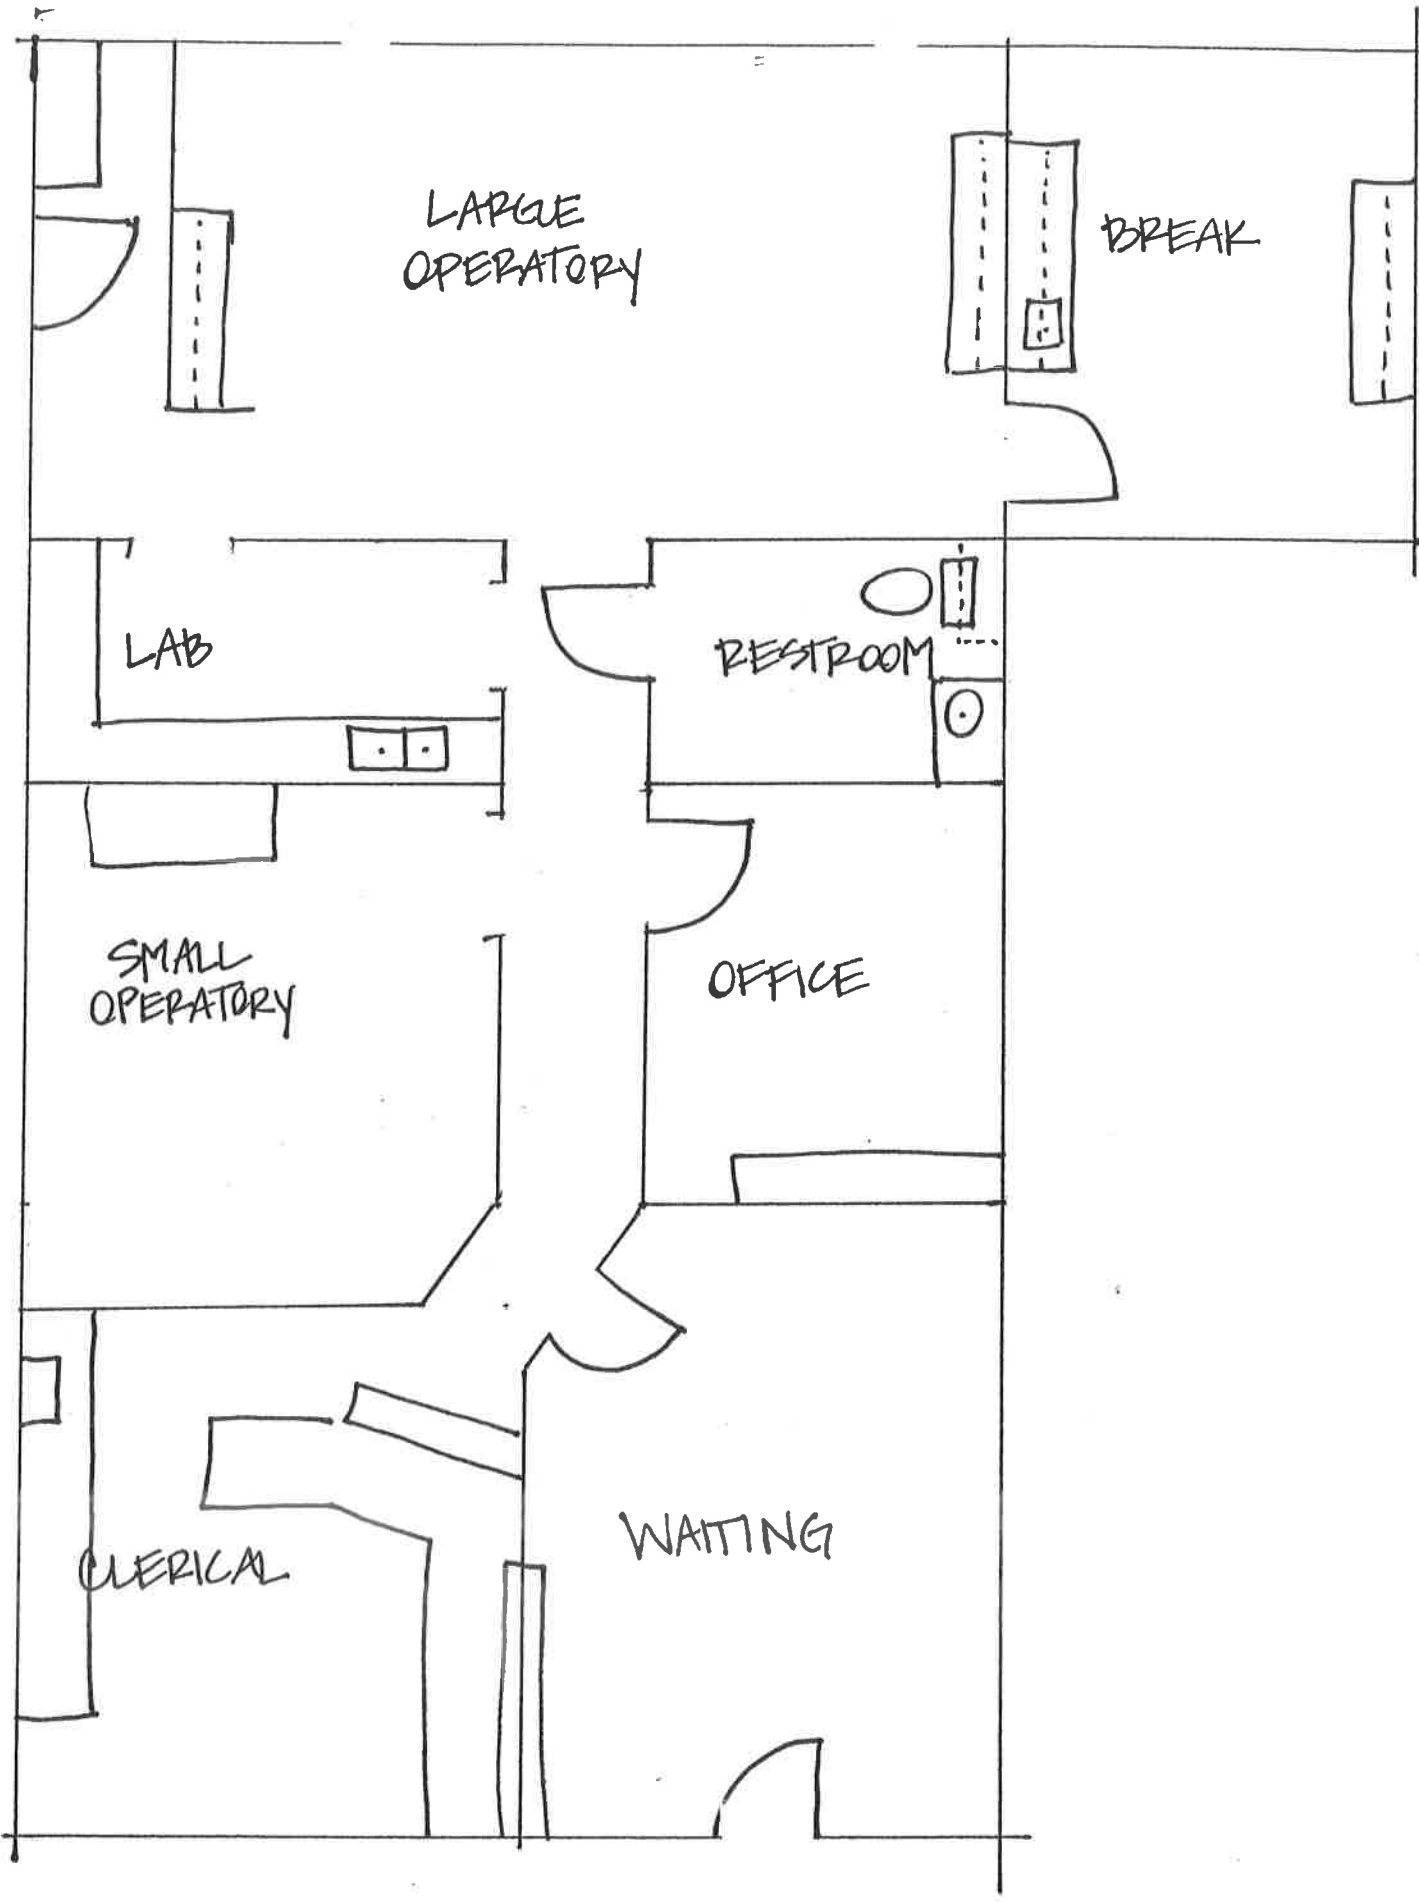 LARGE
OPERATORY
BREAK
LAB
RESTROOM
SMALL
OPERATORY
OFFICE
WAITING
CLERICAL